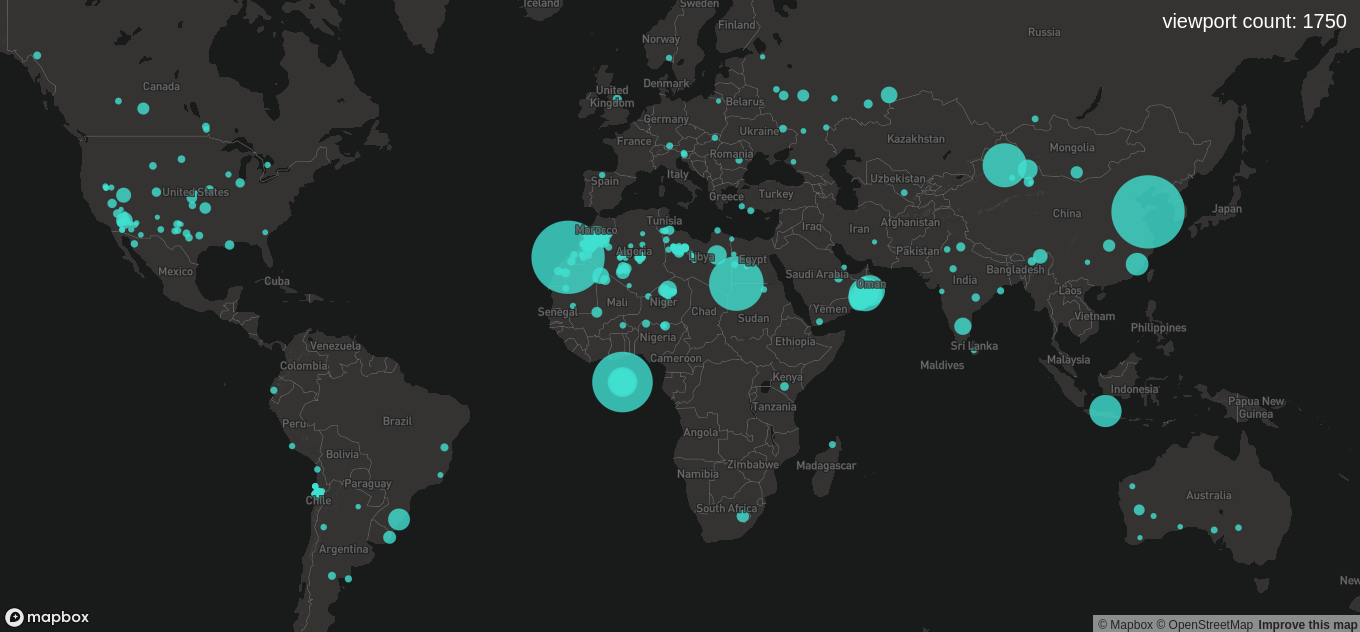 Iceland
Sweden
viewport count: 1750
Finland
Russia
Norway
Canada
Denmark
United
Kingdom
Belarus
Germany
Ukraine
Kazakhstan
Mongolia
France
Romania
Italy
Spain
Uzbekistan
United States
Greece
Turkey
Japan
China
Tunisia
Morocco
Iraq
Iran
Afghanistan
Algeria
Libya
Egypt
Pakistan
Mexico
Cuba
Saudi Arabia
Oman
India
Bangladesh
Laos
Senegal
Mali
Niger
Chad
Sudan
Yemen
Vietnam
Philippines
Nigeria
Ethiopia
Venezuela
Colombia
Cameroon
Sri Lanka
Maldives
Malaysia
Kenya
Indonesia
Tanzania
Papua New
Guinea
Peru
Brazil
Angola
Bolivia
Zimbabwe
Madagascar
Namibia
Paraguay
Chile
South Africa
Australia
Argentina
New
mapbox
© Mapbox © OpenStreetMap Improve this map